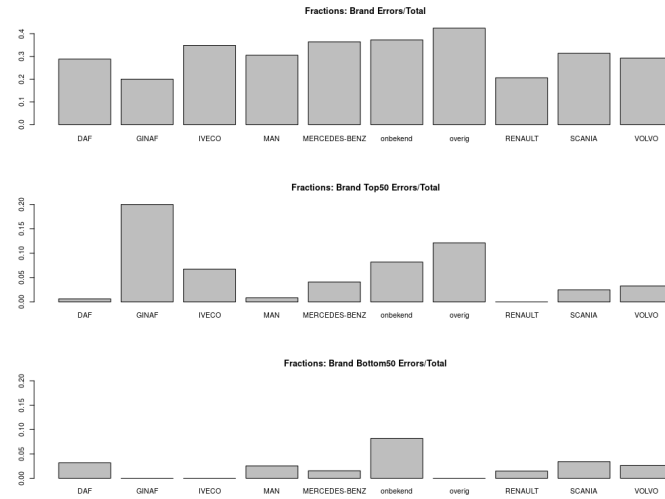 Fractions: Brand Errors/Total
0.4
0.3
0.2
0.1
0.0
DAF GINAF IVECO MAN MERCEDES-BENZ onbekend overig RENAULT SCANIA VOLVO
Fractions: Brand Top50 Errors/Total
0.20
0.15
0.10
0.05
0.00
DAF GINAF IVECO MAN MERCEDES-BENZ onbekend overig RENAULT SCANIA VOLVO
Fractions: Brand Bottom50 Errors/Total
0.20
0.15
0.10
0.05
0.00
DAF GINAF IVECO MAN MERCEDES-BENZ onbekend overig RENAULT SCANIA VOLVO